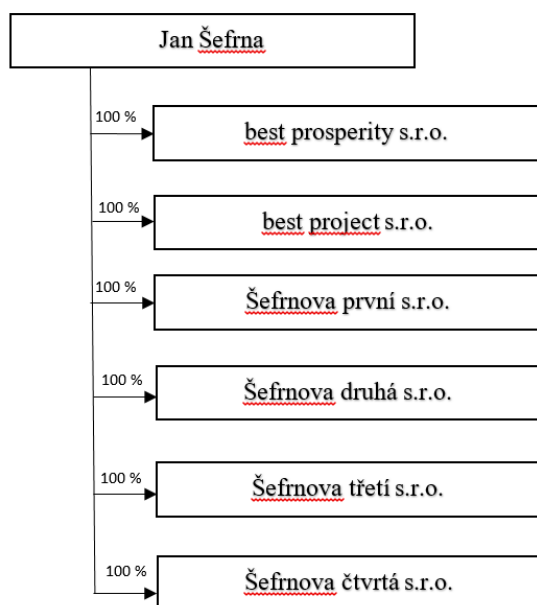 Jan Šefrna
100 %
best prosperity s.r.o.
100 %
best project s.r.o.
100 %
Šefrnova první s.r.o.
100 %
Šefrnova druhá s.r.o.
100 %
Šefrnova třetí s.r.o.
100 %
Šefrnova čtvrtá s.r.o.